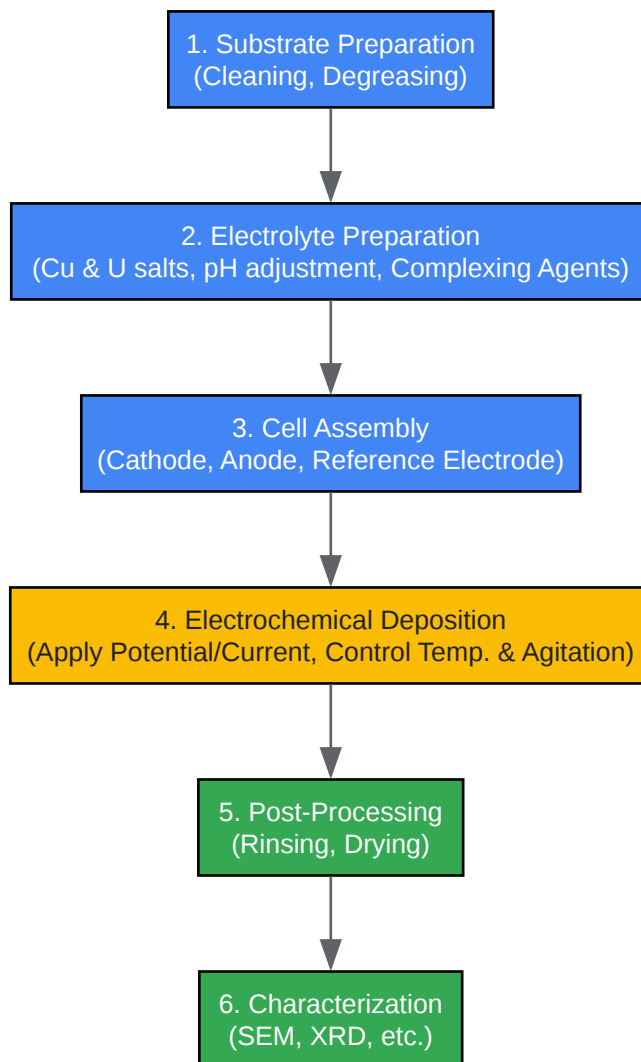 1. Substrate Preparation
(Cleaning, Degreasing)
2. Electrolyte Preparation
(Cu & U salts, pH adjustment, Complexing Agents)
3. Cell Assembly
(Cathode, Anode, Reference Electrode)
4. Electrochemical Deposition
(Apply Potential/Current, Control Temp. & Agitation)
5. Post-Processing
(Rinsing, Drying)
6. Characterization
(SEM, XRD, etc.)